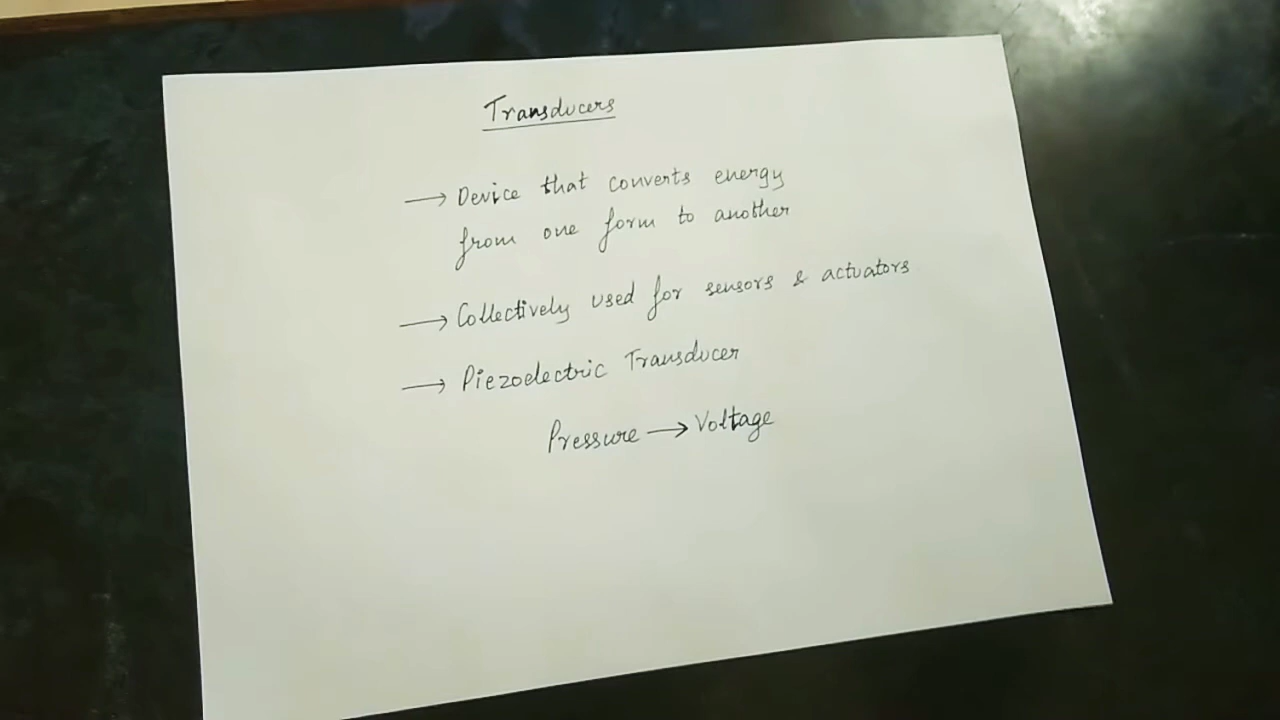 Transducers
→ Device that converts energy
from one form to another
→ Collectively used for sensors & actuators
→ Piezoelectric Transducer
Pressure → Voltage